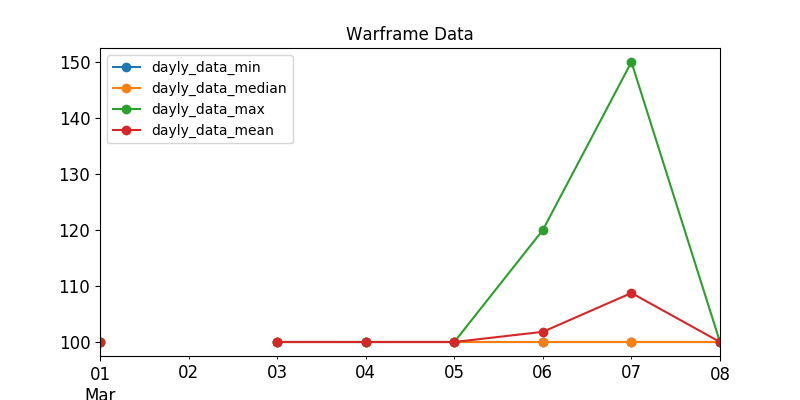 Warframe Data
150
140
130
120
110
100
dayly_data_min
dayly_data_median
dayly_data_max
dayly_data_mean
01 02 03 04 05 06 07 08
Mar